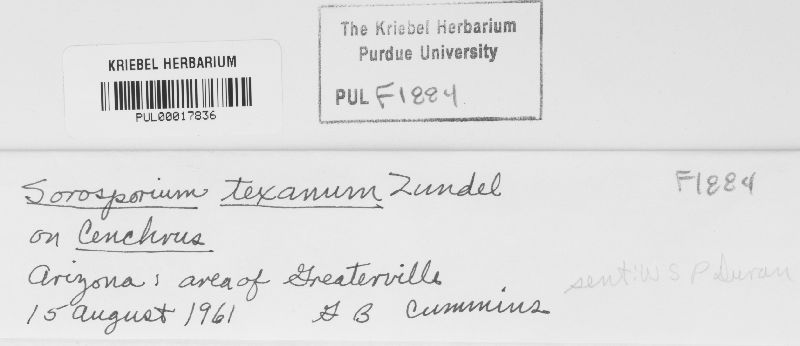 KRIEBEL HERBARIUM
PUL00017836
The Kriebel Herbarium
Purdue University
PUL F1884
Sorosporium texanum Zundel
F1884
on Cenchrus
Arizona: area of Greaterville
sent: W S P Duran
15 August 1961 G B Cummins